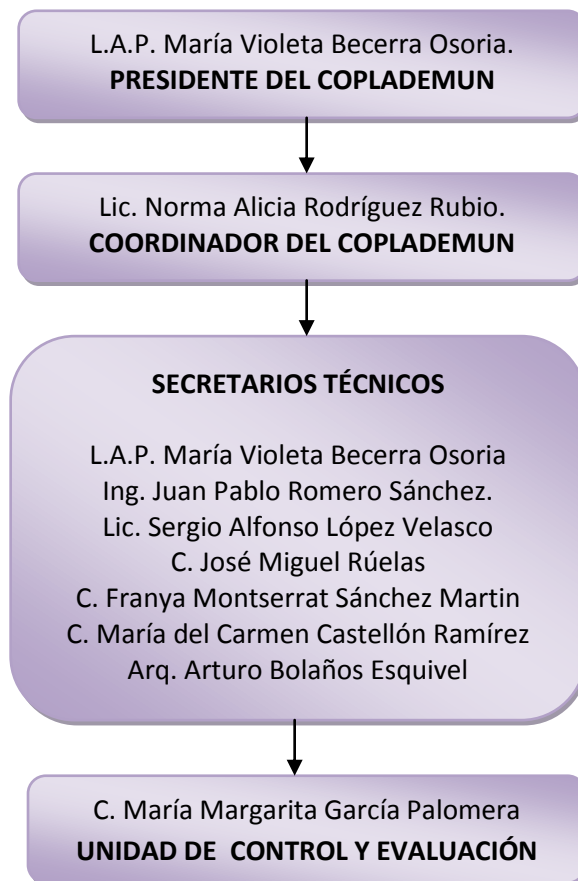 L.A.P. María Violeta Becerra Osoria.
PRESIDENTE DEL COPLADEMUN
Lic. Norma Alicia Rodríguez Rubio.
COORDINADOR DEL COPLADEMUN
SECRETARIOS TÉCNICOS
L.A.P. María Violeta Becerra Osoria
Ing. Juan Pablo Romero Sánchez.
Lic. Sergio Alfonso López Velasco
C. José Miguel Rúelas
C. Franya Montserrat Sánchez Martin
C. María del Carmen Castellón Ramírez
Arq. Arturo Bolaños Esquivel
C. María Margarita García Palomera
UNIDAD DE CONTROL Y EVALUACIÓN